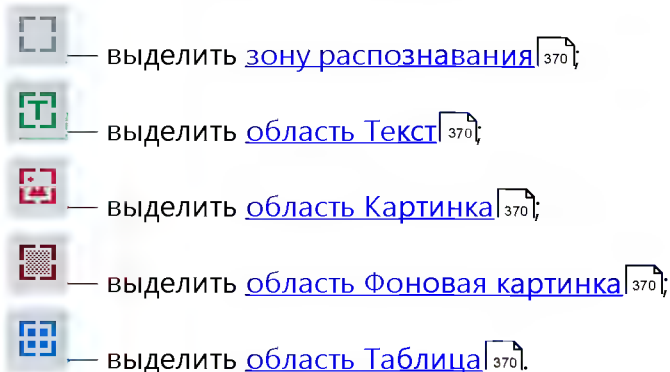 — выделить зону распознавания 370;
T — выделить область Текст 370;
— выделить область Картинка 370;
— выделить область Фоновая картинка 370;
— выделить область Таблица 370.